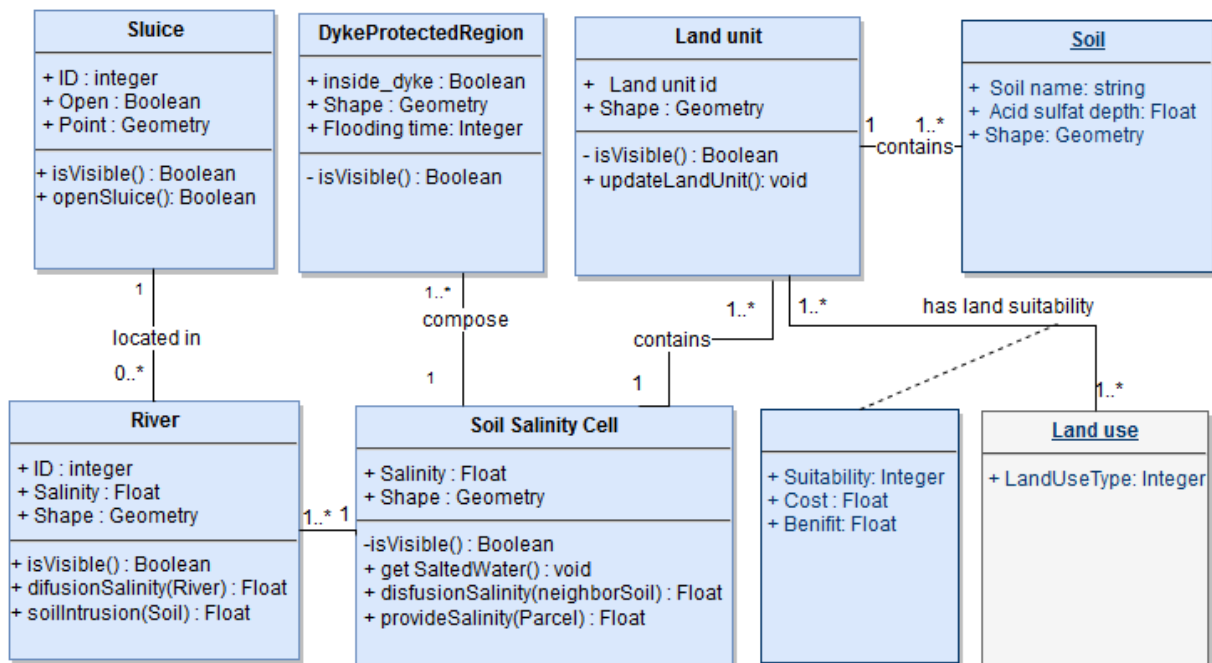 Sluice
+ ID : integer
+ Open : Boolean
+ Point : Geometry
+ isVisible() : Boolean
+ openSluice(): Boolean
DykeProtectedRegion
+ inside_dyke : Boolean
+ Shape : Geometry
+ Flooding time: Integer
- isVisible() : Boolean
Land unit
+ Land unit id
+ Shape : Geometry
- isVisible() : Boolean
+ updateLandUnit(): void
1 1..*
contains
Soil
+ Soil name: string
+ Acid sulfat depth: Float
+ Shape: Geometry
1
located in
0..*
1..*
compose
1
1..*
contains
1
1..*
has land suitability
1..*
River
+ ID : integer
+ Salinity : Float
+ Shape : Geometry
+ isVisible() : Boolean
+ difusionSalinity(River) : Float
+ soilIntrusion(Soil) : Float
1..* 1
Soil Salinity Cell
+ Salinity : Float
+ Shape : Geometry
-isVisible() : Boolean
+ get SaltedWater() : void
+ disfusionSalinity(neighborSoil) : Float
+ provideSalinity(Parcel) : Float
+ Suitability: Integer
+ Cost : Float
+ Benifit: Float
Land use
+ LandUseType: Integer